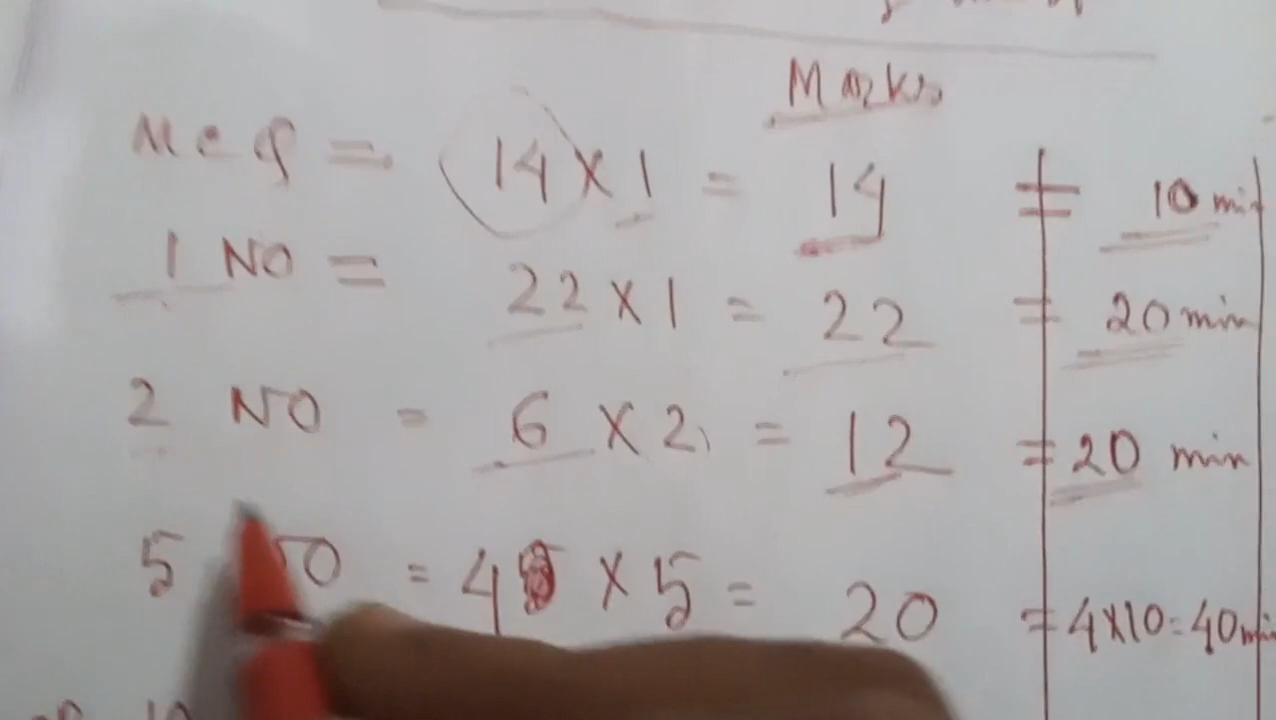 Marks
MCQ = 14 X 1 = 14 = 10 min
1 NO = 22 X 1 = 22 = 20 min
2 NO = 6 X 2 = 12 = 20 min
5 NO = 4 X 5 = 20 = 4X10=40min